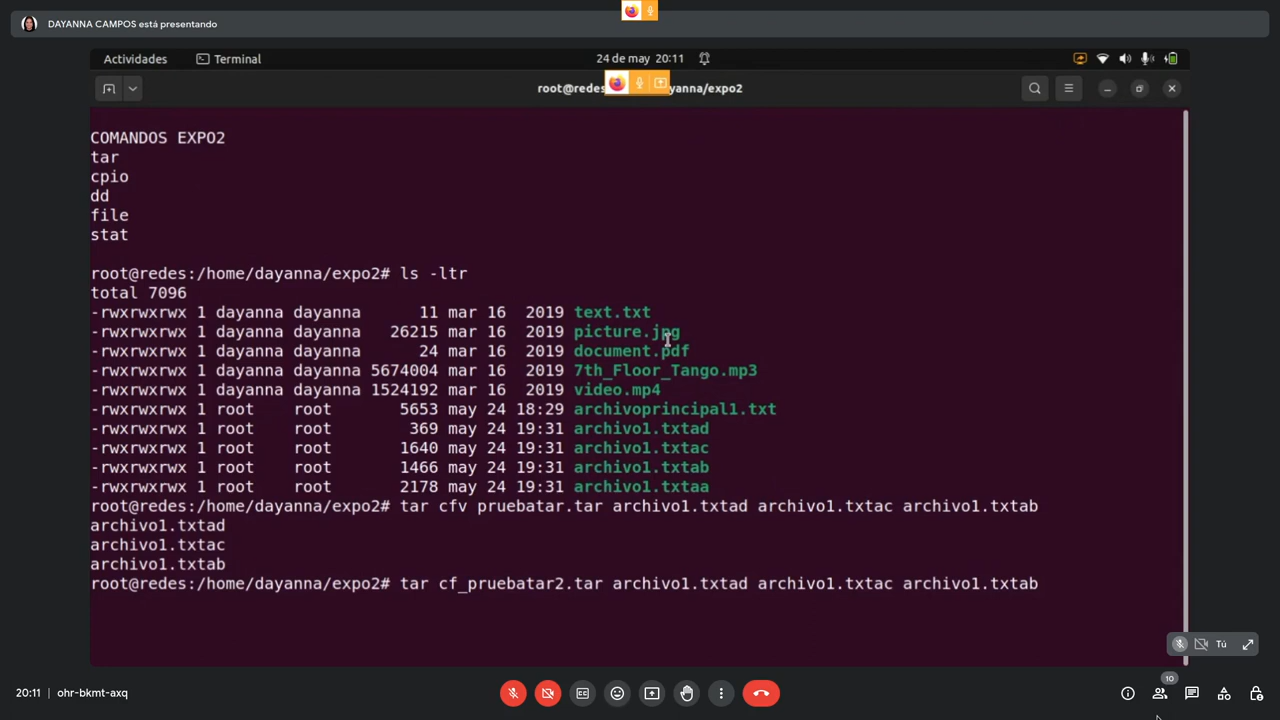 DAYANNA CAMPOS está presentando
Actividades
Terminal
24 de may 20:11
root@redes yanna/expo2
COMANDOS EXPO2
tar
cpio
dd
file
stat
root@redes:/home/dayanna/expo2# ls -ltr
total 7096
-rwxrwxrwx 1 dayanna dayanna 11 mar 16 2019 text.txt
-rwxrwxrwx 1 dayanna dayanna 26215 mar 16 2019 picture.jpg
-rwxrwxrwx 1 dayanna dayanna 24 mar 16 2019 document.pdf
-rwxrwxrwx 1 dayanna dayanna 5674004 mar 16 2019 7th_Floor_Tango.mp3
-rwxrwxrwx 1 dayanna dayanna 1524192 mar 16 2019 video.mp4
-rwxrwxrwx 1 root root 5653 may 24 18:29 archivoprincipal1.txt
-rwxrwxrwx 1 root root 369 may 24 19:31 archivo1.txtad
-rwxrwxrwx 1 root root 1640 may 24 19:31 archivo1.txtac
-rwxrwxrwx 1 root root 1466 may 24 19:31 archivo1.txtab
-rwxrwxrwx 1 root root 2178 may 24 19:31 archivo1.txtaa
root@redes:/home/dayanna/expo2# tar cfv pruebatar.tar archivo1.txtad archivo1.txtac archivo1.txtab
archivo1.txtad
archivo1.txtac
archivo1.txtab
root@redes:/home/dayanna/expo2# tar cf_pruebatar2.tar archivo1.txtad archivo1.txtac archivo1.txtab
Tú
20:11 | ohr-bkmt-axq
10